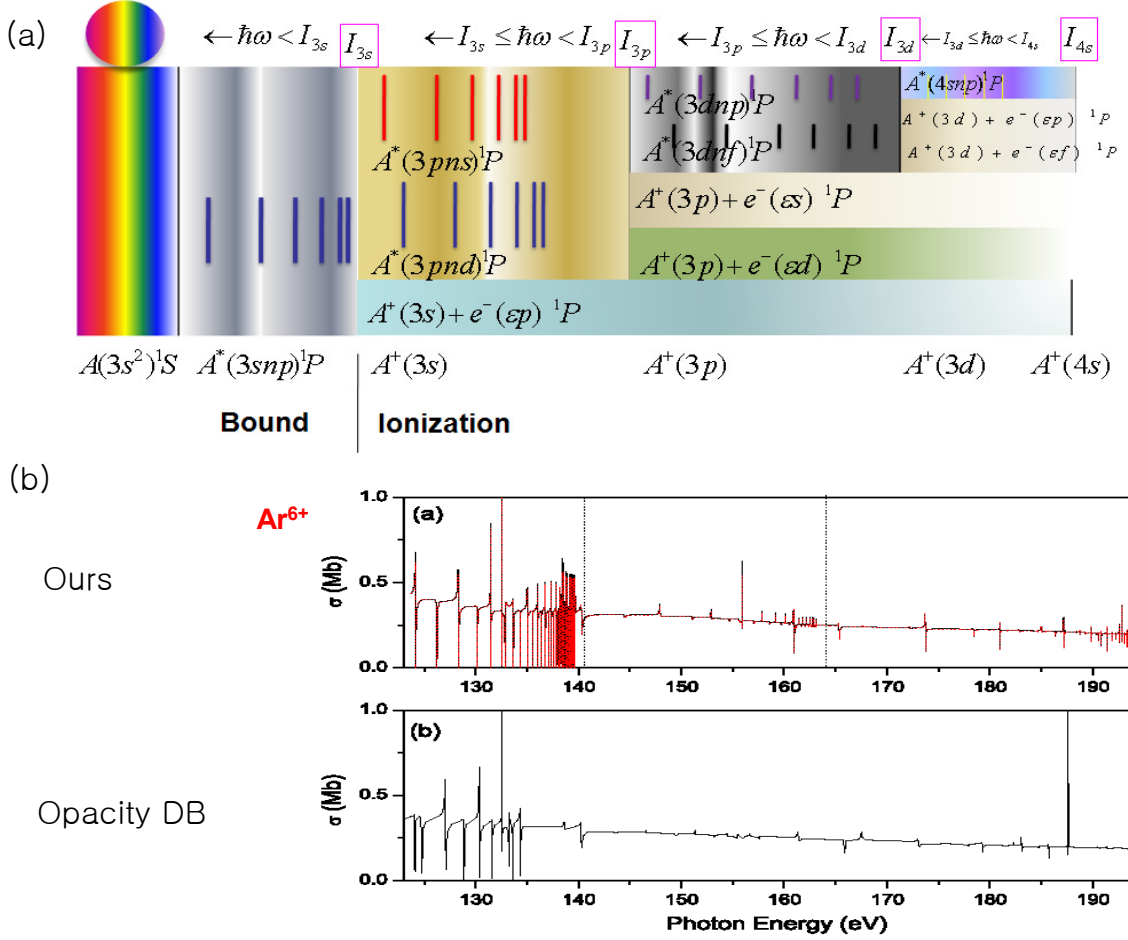 (a)
← ħω < I3s
I3s
← I3s ≤ ħω < I3p
I3p
← I3p ≤ ħω < I3d
I3d
← I3d ≤ ħω < I4s
I4s
A*(3pns)¹P
A*(3pnd)¹P
A*(3dnp)¹P
A*(3dnf)¹P
A*(4snp)¹P
A⁺(3d) + e⁻(εp) ¹P
A⁺(3d) + e⁻(εf) ¹P
A⁺(3p) + e⁻(εs) ¹P
A⁺(3p) + e⁻(εd) ¹P
A⁺(3s) + e⁻(εp) ¹P
A(3s²)¹S
A*(3snp)¹P
A⁺(3s)
A⁺(3p)
A⁺(3d)
A⁺(4s)
Bound
Ionization
(b)
Ar⁶⁺
Ours
(a)
σ (Mb)
1.0
0.5
0.0
130 140 150 160 170 180 190
Opacity DB
(b)
σ (Mb)
1.0
0.5
0.0
130 140 150 160 170 180 190
Photon Energy (eV)